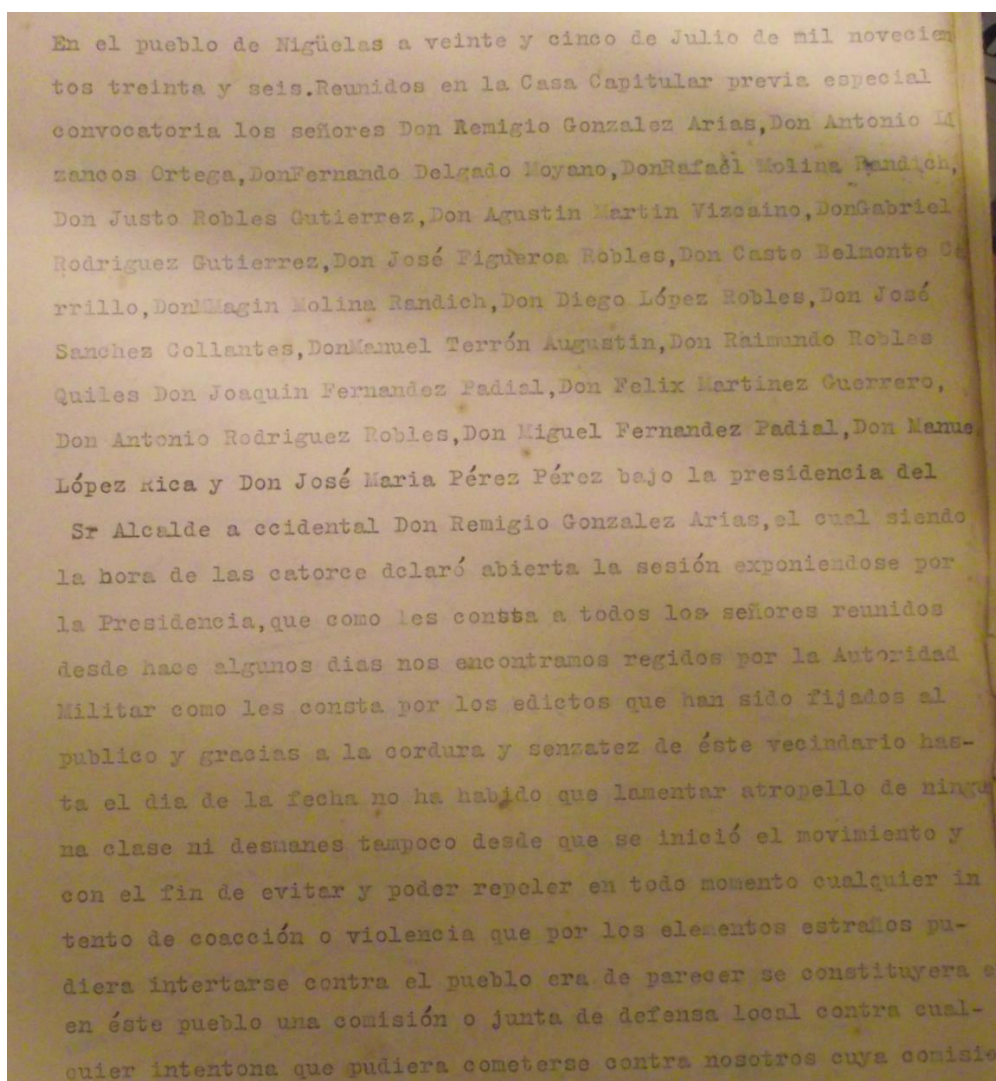 En el pueblo de Nigüelas a veinte y cinco de Julio de mil novecien
tos treinta y seis.Reunidos en la Casa Capitular previa especial
convocatoria los señores Don Remigio Gonzalez Arias,Don Antonio Li
zancos Ortega,DonFernando Delgado Moyano,DonRafaél Molina Randich,
Don Justo Robles Gutierrez,Don Agustin Martin Vizcaino,DonGabriel
Rodriguez Gutierrez,Don José Figueroa Robles,Don Casto Belmonte Ca
rrillo,DonMMagin Molina Randich,Don Diego López Robles,Don José
Sanchez Collantes,DonManuel Terrón Augustin,Don Raimundo Robles
Quiles Don Joaquin Fernandez Padial,Don Felix Martinez Guerrero,
Don Antonio Rodriguez Robles,Don Miguel Fernandez Padial,Don Manue
López Rica y Don José Maria Pérez Pérez bajo la presidencia del
Sr Alcalde a ccidental Don Remigio Gonzalez Arias,el cual siendo
la hora de las catorce dclaró abierta la sesión exponiendose por
la Presidencia,que como les consta a todos los señores reunidos
desde hace algunos dias nos encontramos regidos por la Autoridad
Militar como les consta por los edictos que han sido fijados al
publico y gracias a la cordura y senzatez de éste vecindario has-
ta el dia de la fecha no ha habido que lamentar atropello de ningu
na clase ni desmanes tampoco desde que se inició el movimiento y
con el fin de evitar y poder repeler en todo momento cualquier in
tento de coacción o violencia que por los elementos estraños pu-
diera intertarse contra el pueblo era de parecer se constituyera e
en éste pueblo una comisión o junta de defensa local contra cual-
quier intentona que pudiera cometerse contra nosotros cuya comisio